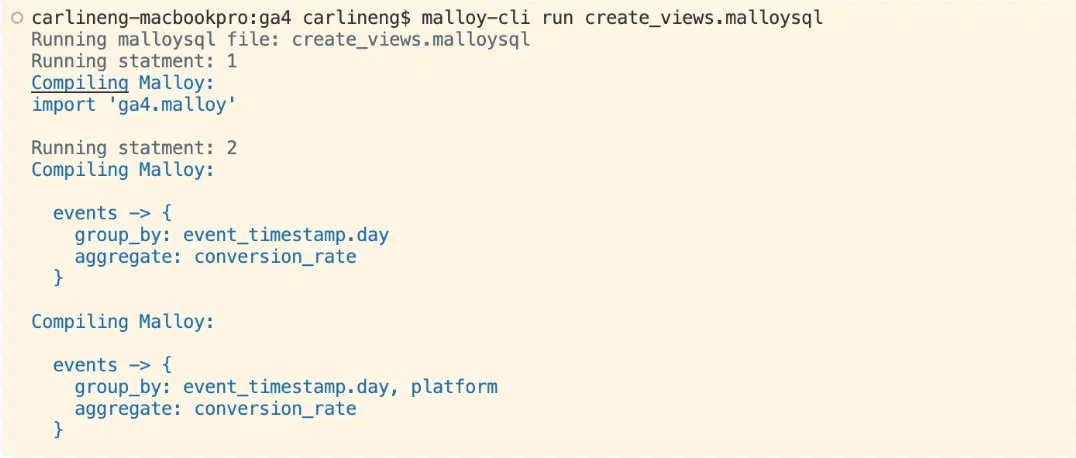 carlineng-macbookpro:ga4 carlineng$ malloy-cli run create_views.malloysql
Running malloysql file: create_views.malloysql
Running statment: 1
Compiling Malloy:
import 'ga4.malloy'
Running statment: 2
Compiling Malloy:
events -> {
group_by: event_timestamp.day
aggregate: conversion_rate
}
Compiling Malloy:
events -> {
group_by: event_timestamp.day, platform
aggregate: conversion_rate
}